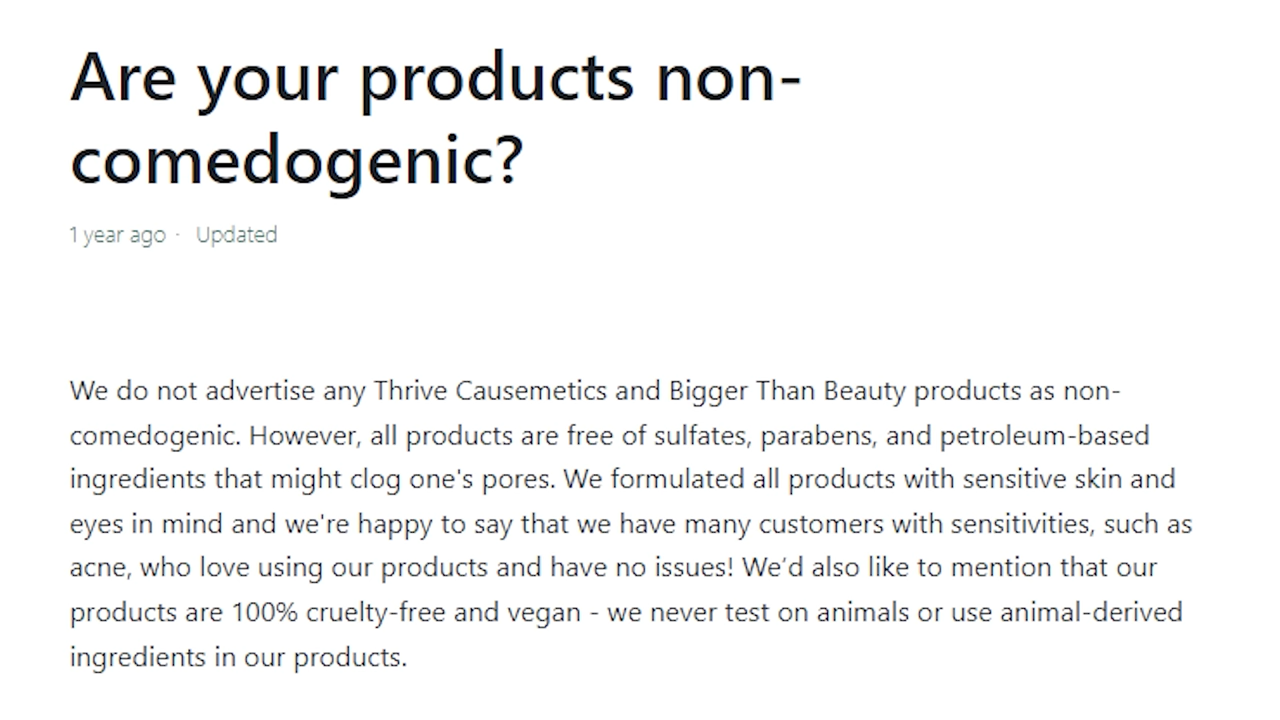 Are your products non-
comedogenic?
1 year ago · Updated
We do not advertise any Thrive Causemetics and Bigger Than Beauty products as non-
comedogenic. However, all products are free of sulfates, parabens, and petroleum-based
ingredients that might clog one's pores. We formulated all products with sensitive skin and
eyes in mind and we're happy to say that we have many customers with sensitivities, such as
acne, who love using our products and have no issues! We’d also like to mention that our
products are 100% cruelty-free and vegan - we never test on animals or use animal-derived
ingredients in our products.